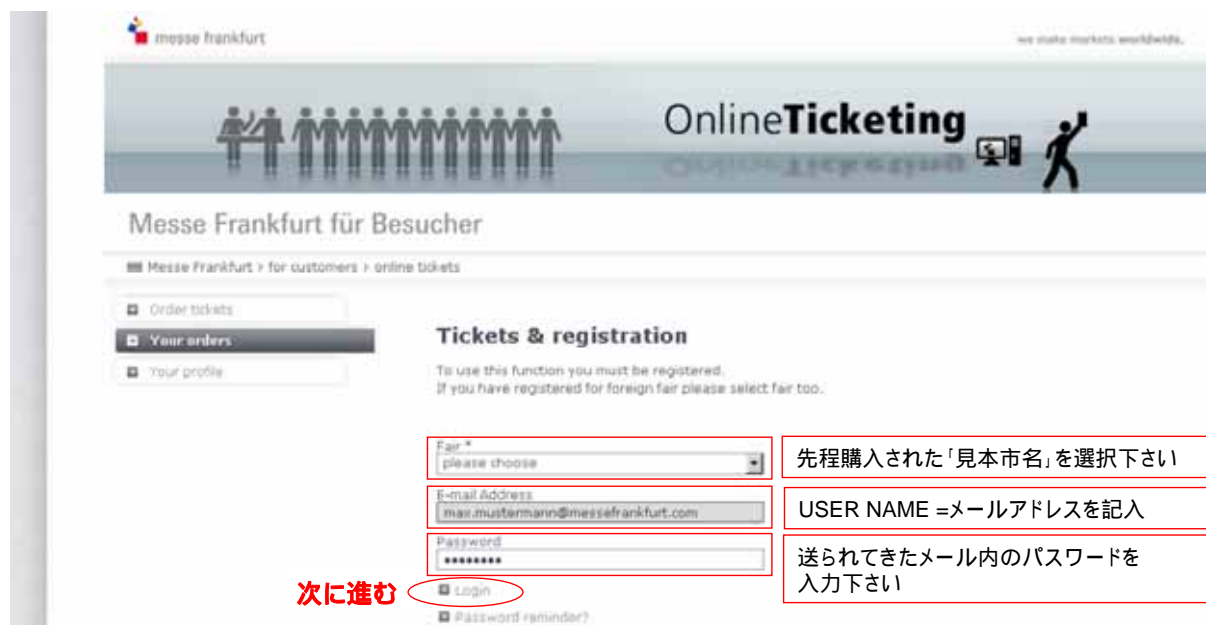 messe frankfurt
we make markets worldwide.
OnlineTicketing
Messe Frankfurt für Besucher
Messe Frankfurt > for customers > online tickets
Order tickets
Your orders
Your profile
Tickets & registration
To use this function you must be registered.
If you have registered for foreign fair please select fair too.
Fair *
please choose
先程購入された「見本市名」を選択下さい
E-mail Address
max.mustermann@messefrankfurt.com
USER NAME =メールアドレスを記入
Password
••••••••
送られてきたメール内のパスワードを
入力下さい
次に進む
Login
Password reminder?